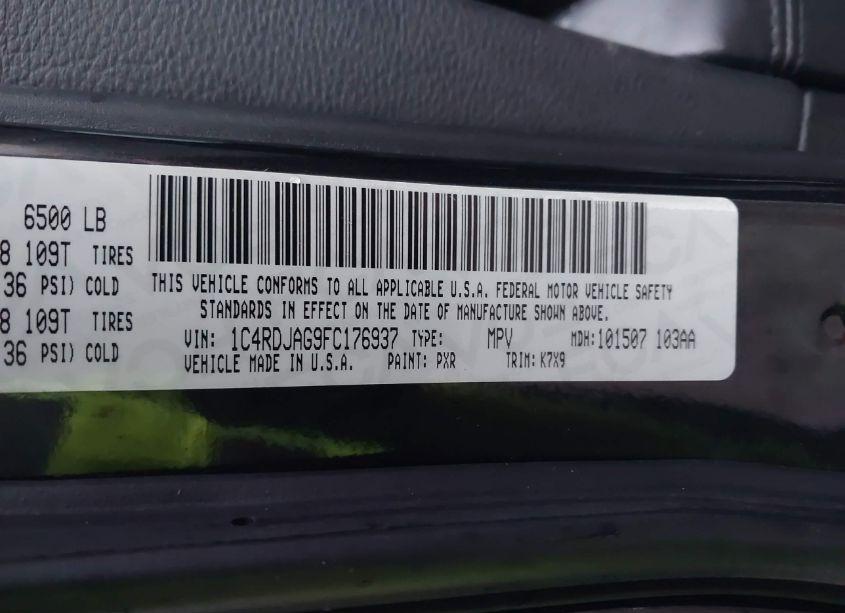 6500 LB
8 109T TIRES
36 PSI) COLD
8 109T TIRES
36 PSI) COLD
THIS VEHICLE CONFORMS TO ALL APPLICABLE U.S.A. FEDERAL MOTOR VEHICLE SAFETY
STANDARDS IN EFFECT ON THE DATE OF MANUFACTURE SHOWN ABOVE.
VIN: 1C4RDJAG9FC176937 TYPE: MPV MDH:101507 103AA
VEHICLE MADE IN U.S.A. PAINT: PXR TRIM: K7X9